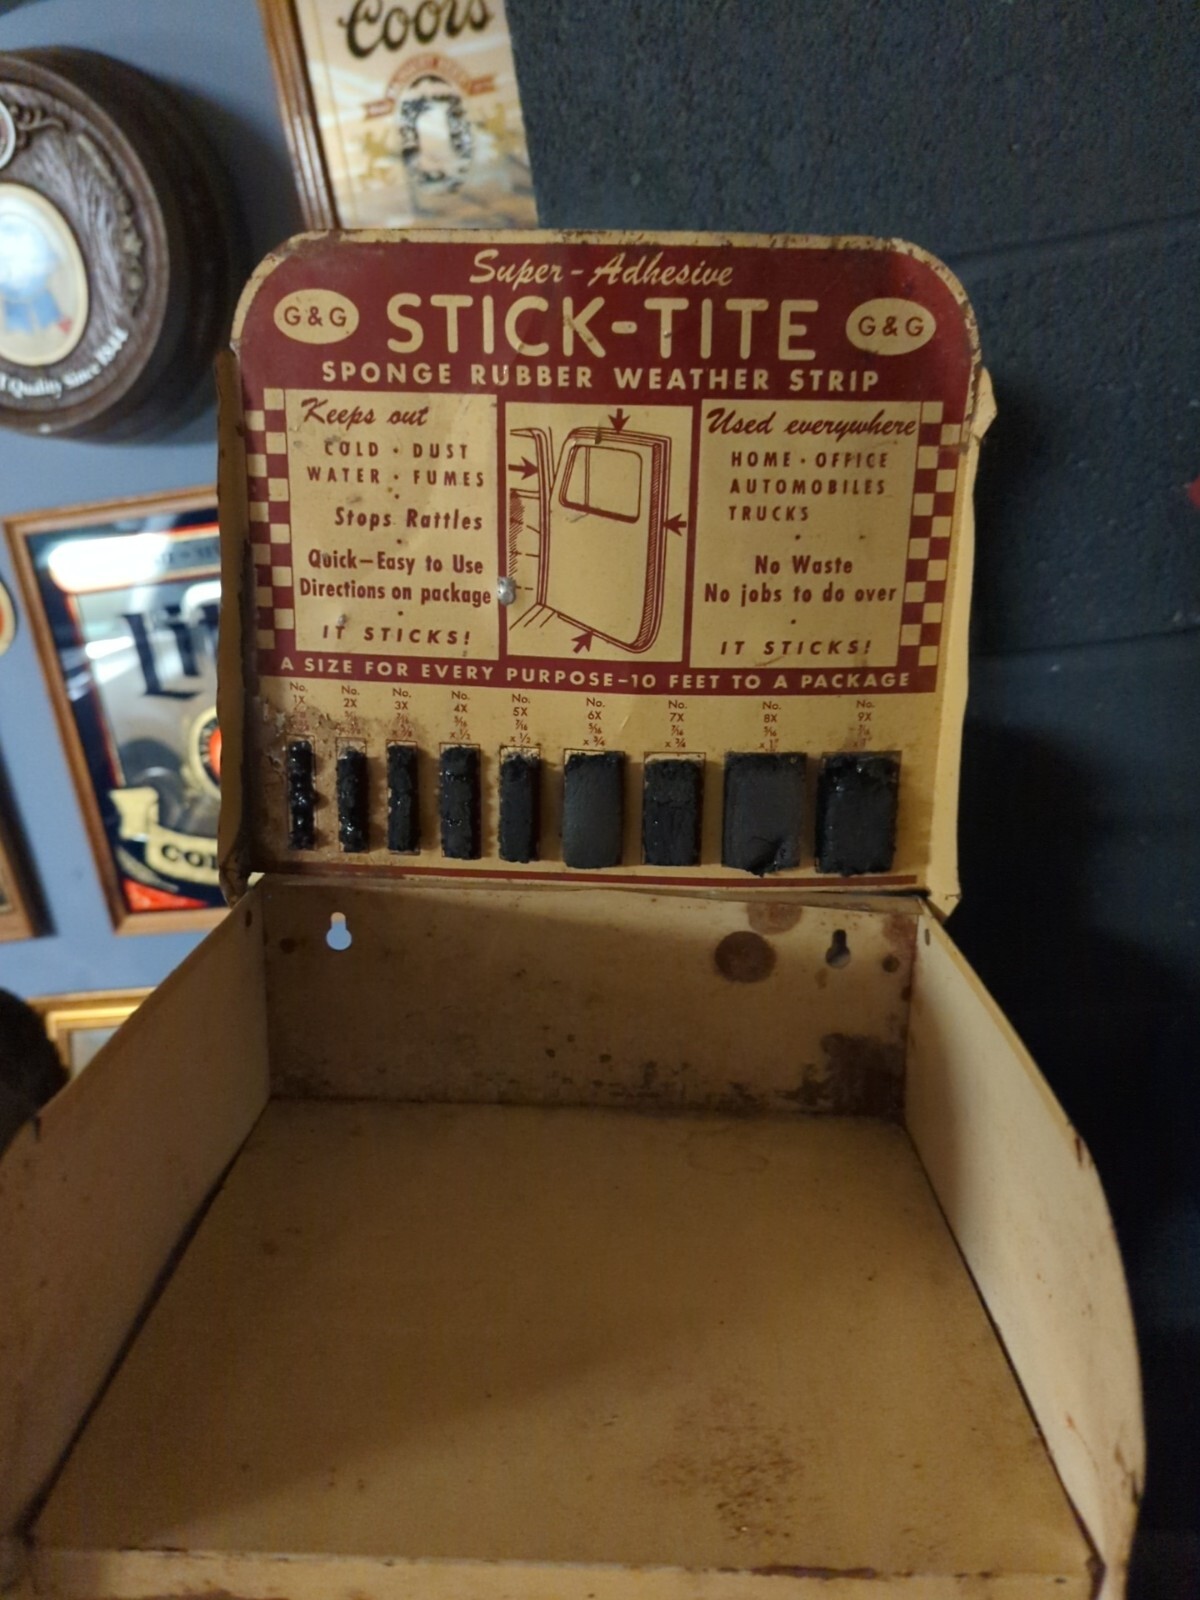 Coors
Super-Adhesive
G&G STICK-TITE G&G
SPONGE RUBBER WEATHER STRIP
Keeps out
COLD · DUST
WATER · FUMES
Stops Rattles
Quick—Easy to Use
Directions on package
IT STICKS!
Used everywhere
HOME · OFFICE
AUTOMOBILES
TRUCKS
No Waste
No jobs to do over
IT STICKS!
A SIZE FOR EVERY PURPOSE—10 FEET TO A PACKAGE
No. No. No. No. No. No. No. No. No.
1X 2X 3X 4X 5X 6X 7X 8X 9X
Quality Since 1844